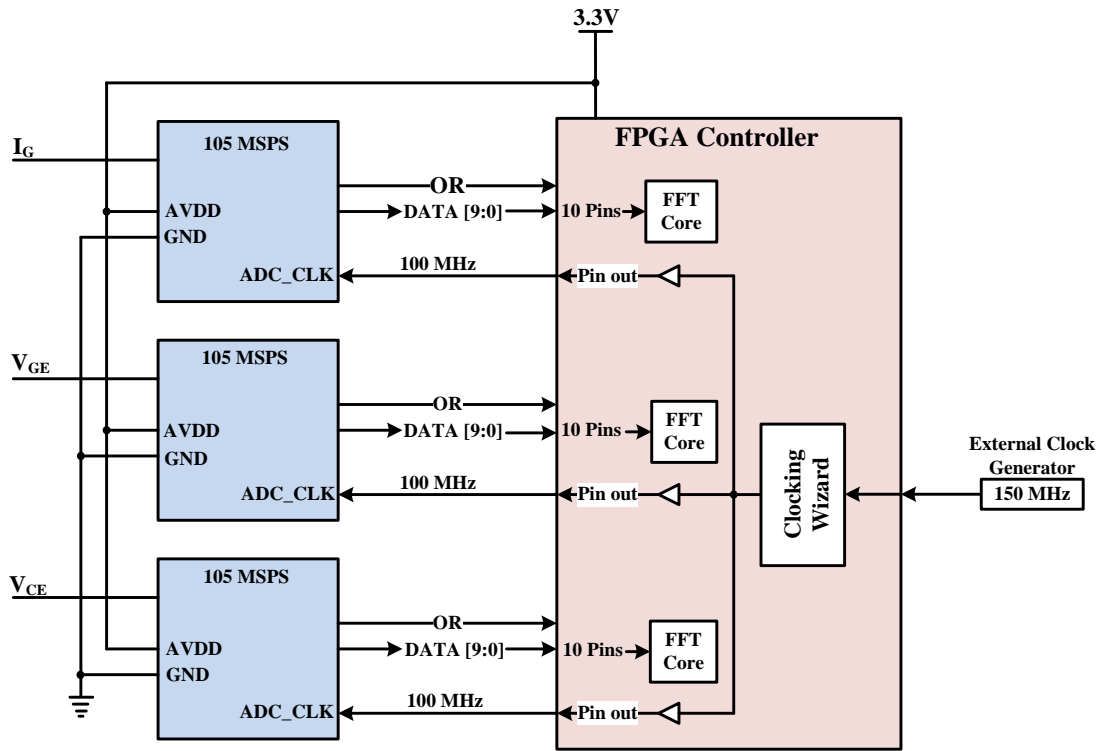 3.3V
FPGA Controller
I_G
105 MSPS
AVDD
GND
ADC_CLK
OR
DATA [9:0]
100 MHz
10 Pins
FFT
Core
Pin out
V_GE
105 MSPS
AVDD
GND
ADC_CLK
OR
DATA [9:0]
100 MHz
10 Pins
FFT
Core
Pin out
Clocking
Wizard
External Clock
Generator
150 MHz
V_CE
105 MSPS
AVDD
GND
ADC_CLK
OR
DATA [9:0]
100 MHz
10 Pins
FFT
Core
Pin out